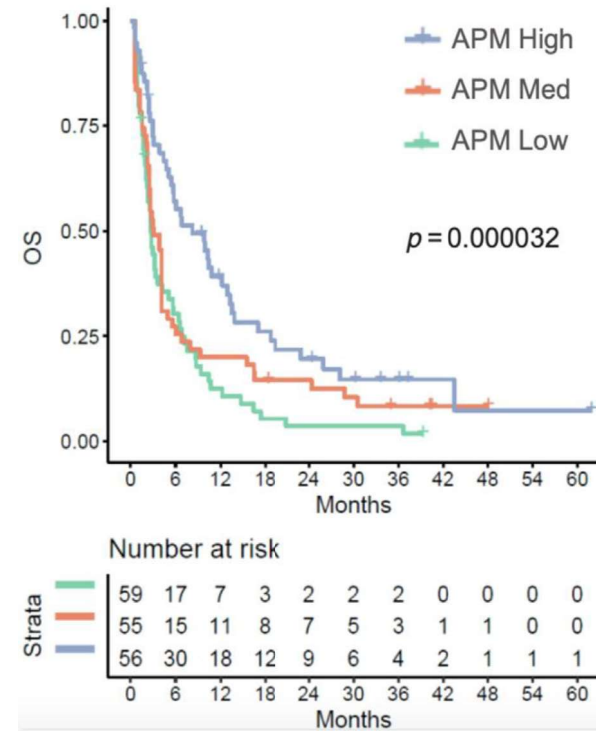 1.00
0.75
0.50
0.25
0.00
OS
APM High
APM Med
APM Low
p = 0.000032
0 6 12 18 24 30 36 42 48 54 60
Months
Number at risk
Strata
59 17 7 3 2 2 2 0 0 0 0
55 15 11 8 7 5 3 1 1 0 0
56 30 18 12 9 6 4 2 1 1 1
0 6 12 18 24 30 36 42 48 54 60
Months